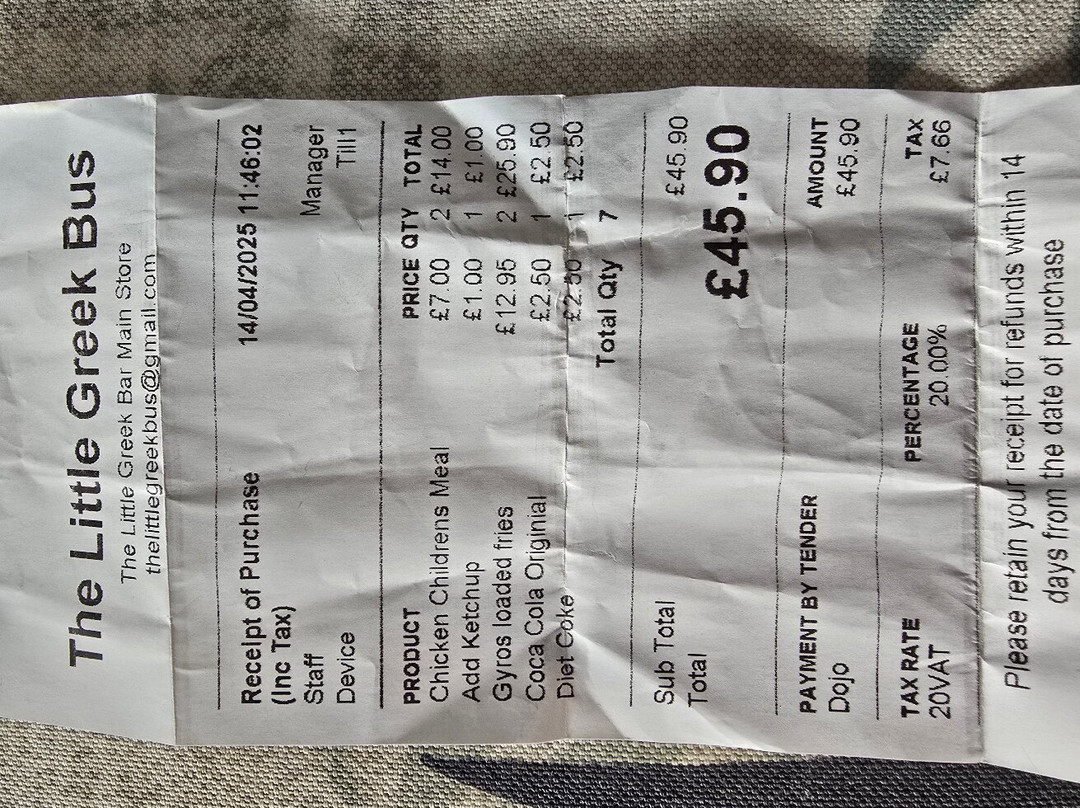 The Little Greek Bus
The Little Greek Bar Main Store
thelittlegreekbus@gmail.com
Receipt of Purchase 14/04/2025 11:46:02
(Inc Tax)
Staff Manager
Device Till1
PRODUCT PRICE QTY TOTAL
Chicken Childrens Meal £7.00 2 £14.00
Add Ketchup £1.00 1 £1.00
Gyros loaded fries £12.95 2 £25.90
Coca Cola Originial £2.50 1 £2.50
Diet Coke £2.50 1 £2.50
Total Qty 7
Sub Total £45.90
Total £45.90
PAYMENT BY TENDER AMOUNT
Dojo £45.90
TAX RATE PERCENTAGE TAX
20VAT 20.00% £7.66
Please retain your receipt for refunds within 14
days from the date of purchase